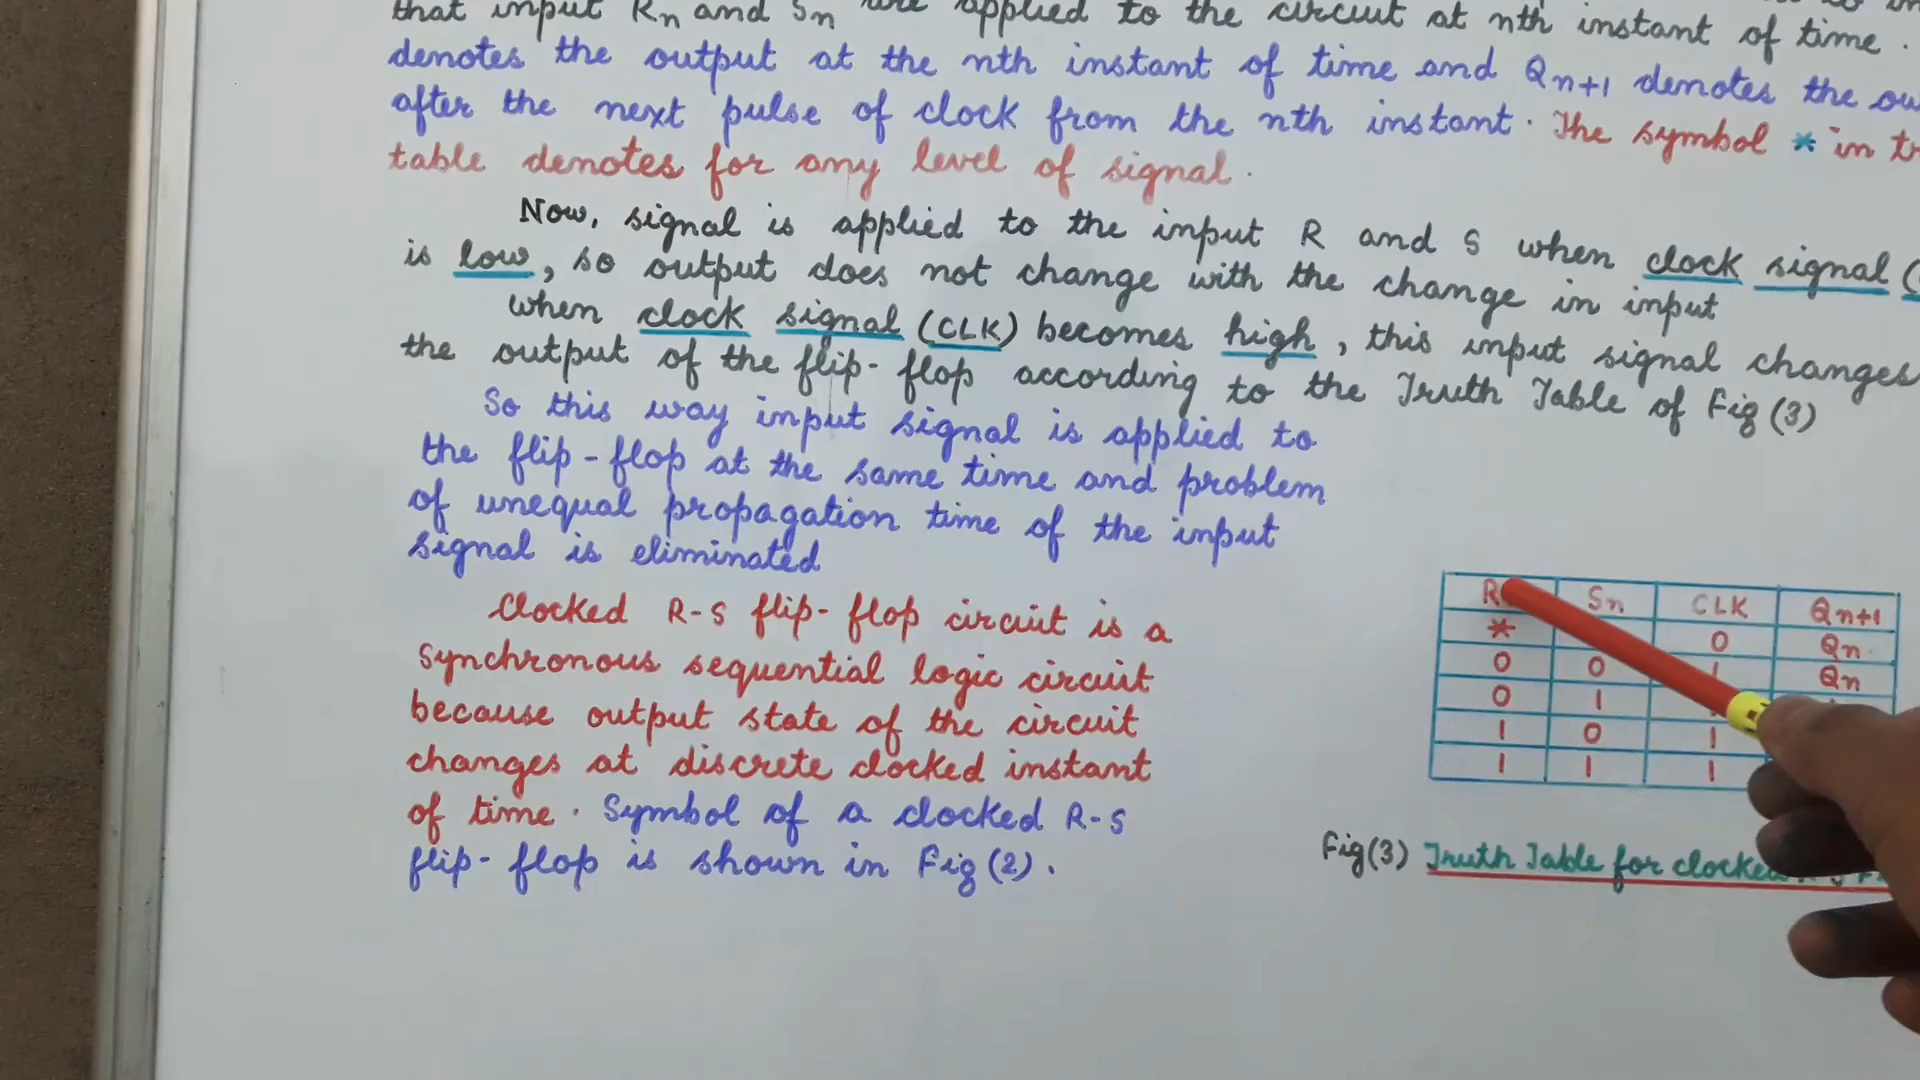 that input Rn and Sn are applied to the circuit at nth instant of time.
denotes the output at the nth instant of time and Qn+1 denotes the
after the next pulse of clock from the nth instant. The symbol * in
table denotes for any level of signal.
Now, signal is applied to the input R and S when clock signal (
is low, so output does not change with the change in input
when clock signal (CLK) becomes high, this input signal changes
the output of the flip-flop according to the Truth Table of Fig (3)
So this way input signal is applied to
the flip-flop at the same time and problem
of unequal propagation time of the input
signal is eliminated
Clocked R-S flip-flop circuit is a
synchronous sequential logic circuit
because output state of the circuit
changes at discrete clocked instant
of time. Symbol of a clocked R-S
flip-flop is shown in Fig (2).
R Sn CLK Qn+1
* 0 Qn
0 0 1 Qn
0 1
1 0 1
1 1 1
Fig(3) Truth Table for clocked